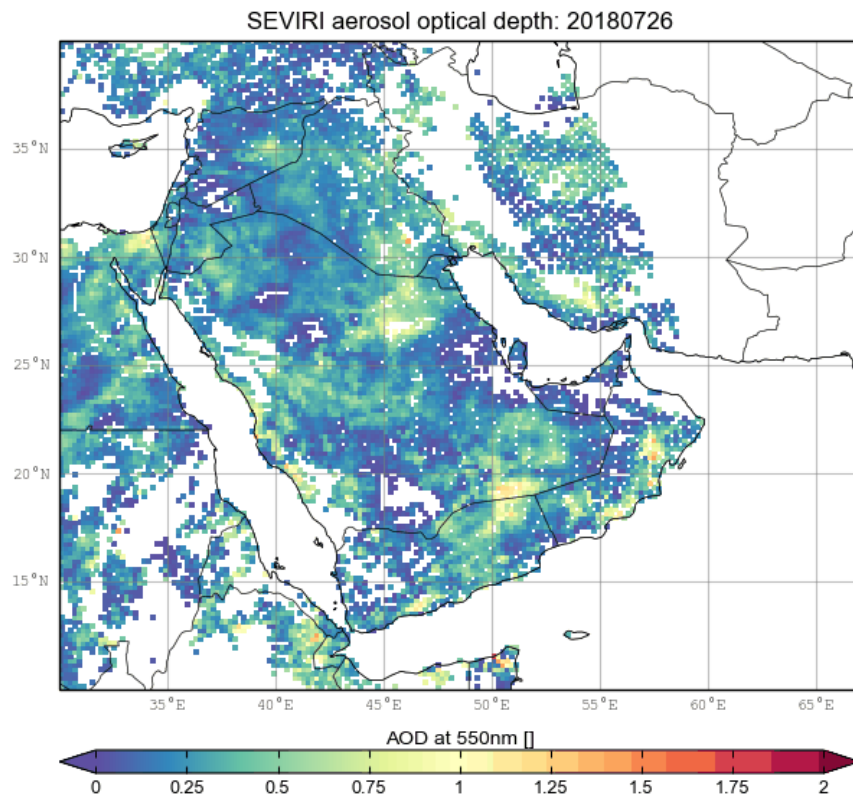 SEVIRI aerosol optical depth: 20180726
35°N
30°N
25°N
20°N
15°N
35°E 40°E 45°E 50°E 55°E 60°E 65°E
AOD at 550nm []
0 0.25 0.5 0.75 1 1.25 1.5 1.75 2